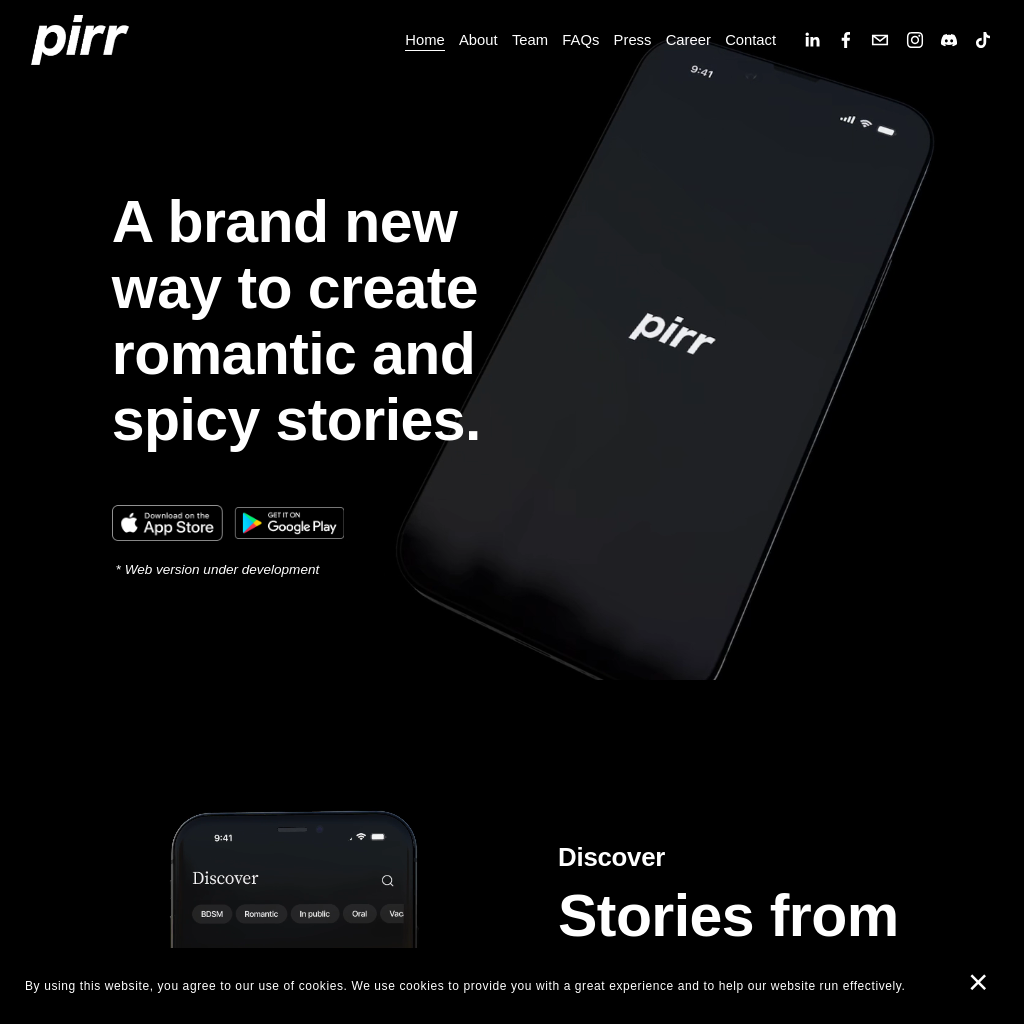 pirr
Home About Team FAQs Press Career Contact
9:41
A brand new
way to create
romantic and
spicy stories.
pirr
Download on the
App Store
GET IT ON
Google Play
* Web version under development
9:41
Discover
BDSM Romantic In public Oral Vac
Discover
Stories from
By using this website, you agree to our use of cookies. We use cookies to provide you with a great experience and to help our website run effectively.